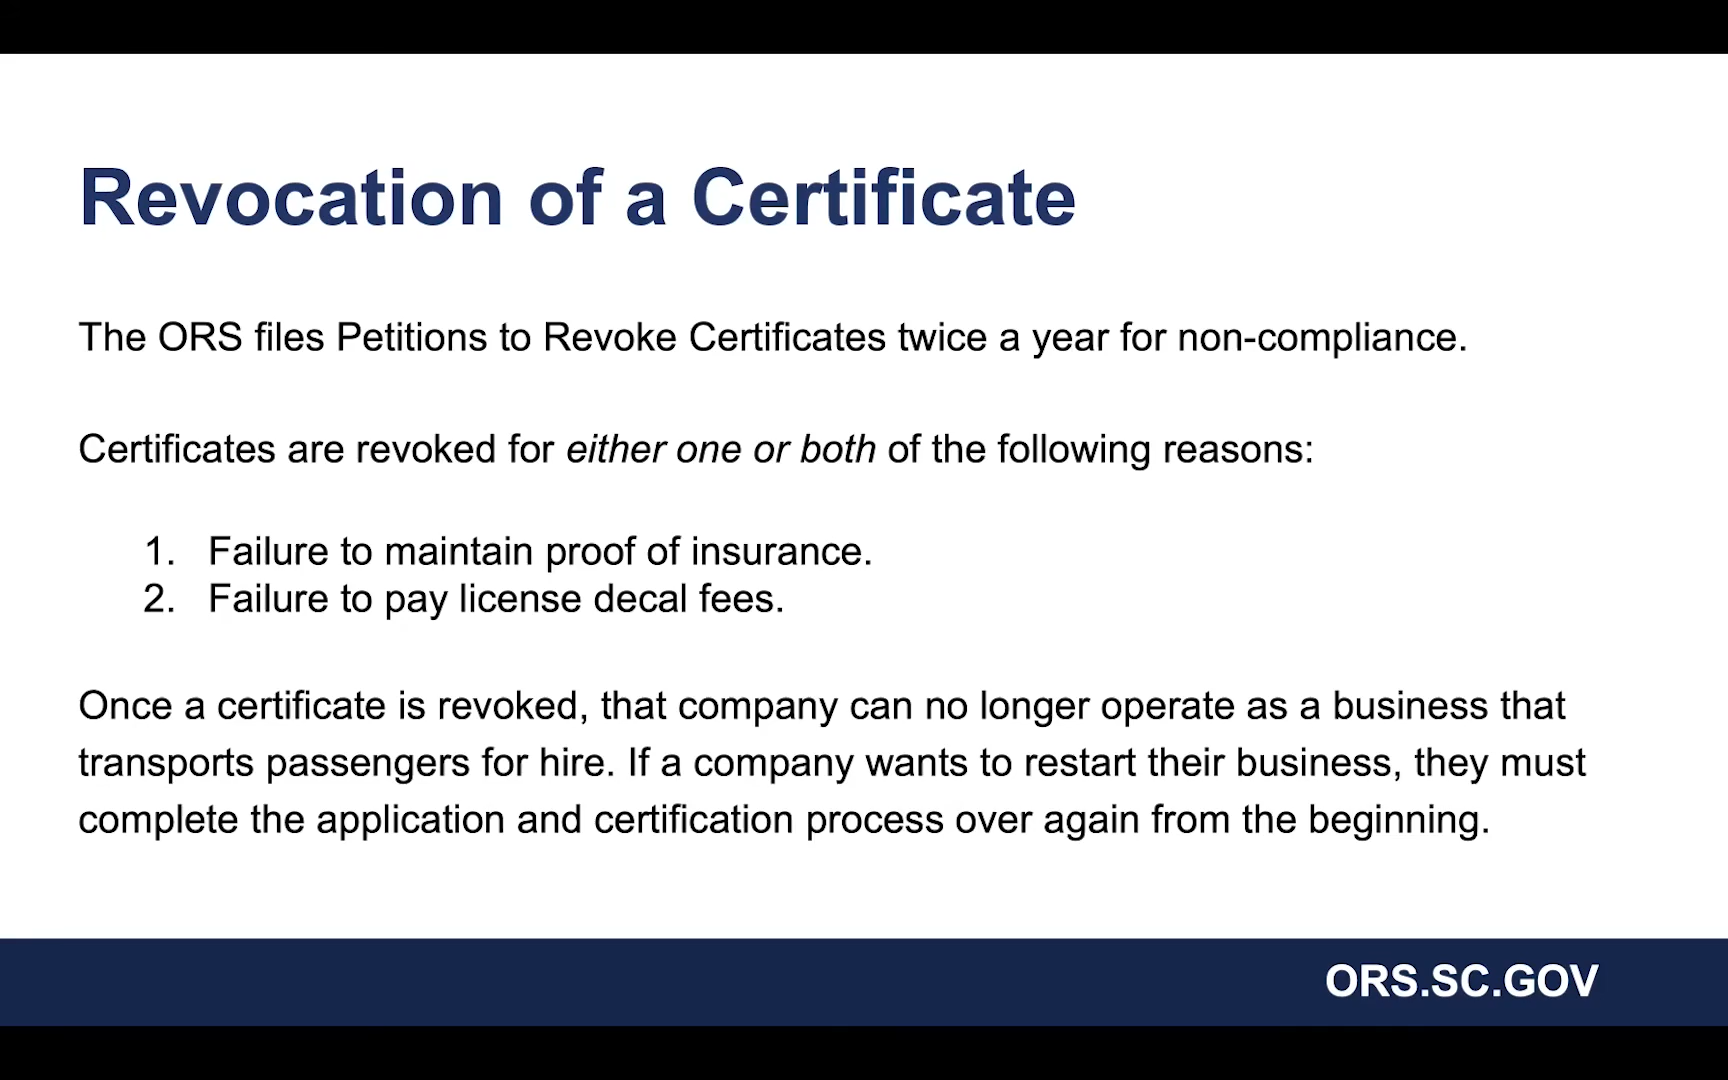 Revocation of a Certificate
The ORS files Petitions to Revoke Certificates twice a year for non-compliance.
Certificates are revoked for either one or both of the following reasons:
1. Failure to maintain proof of insurance.
2. Failure to pay license decal fees.
Once a certificate is revoked, that company can no longer operate as a business that
transports passengers for hire. If a company wants to restart their business, they must
complete the application and certification process over again from the beginning.
ORS.SC.GOV